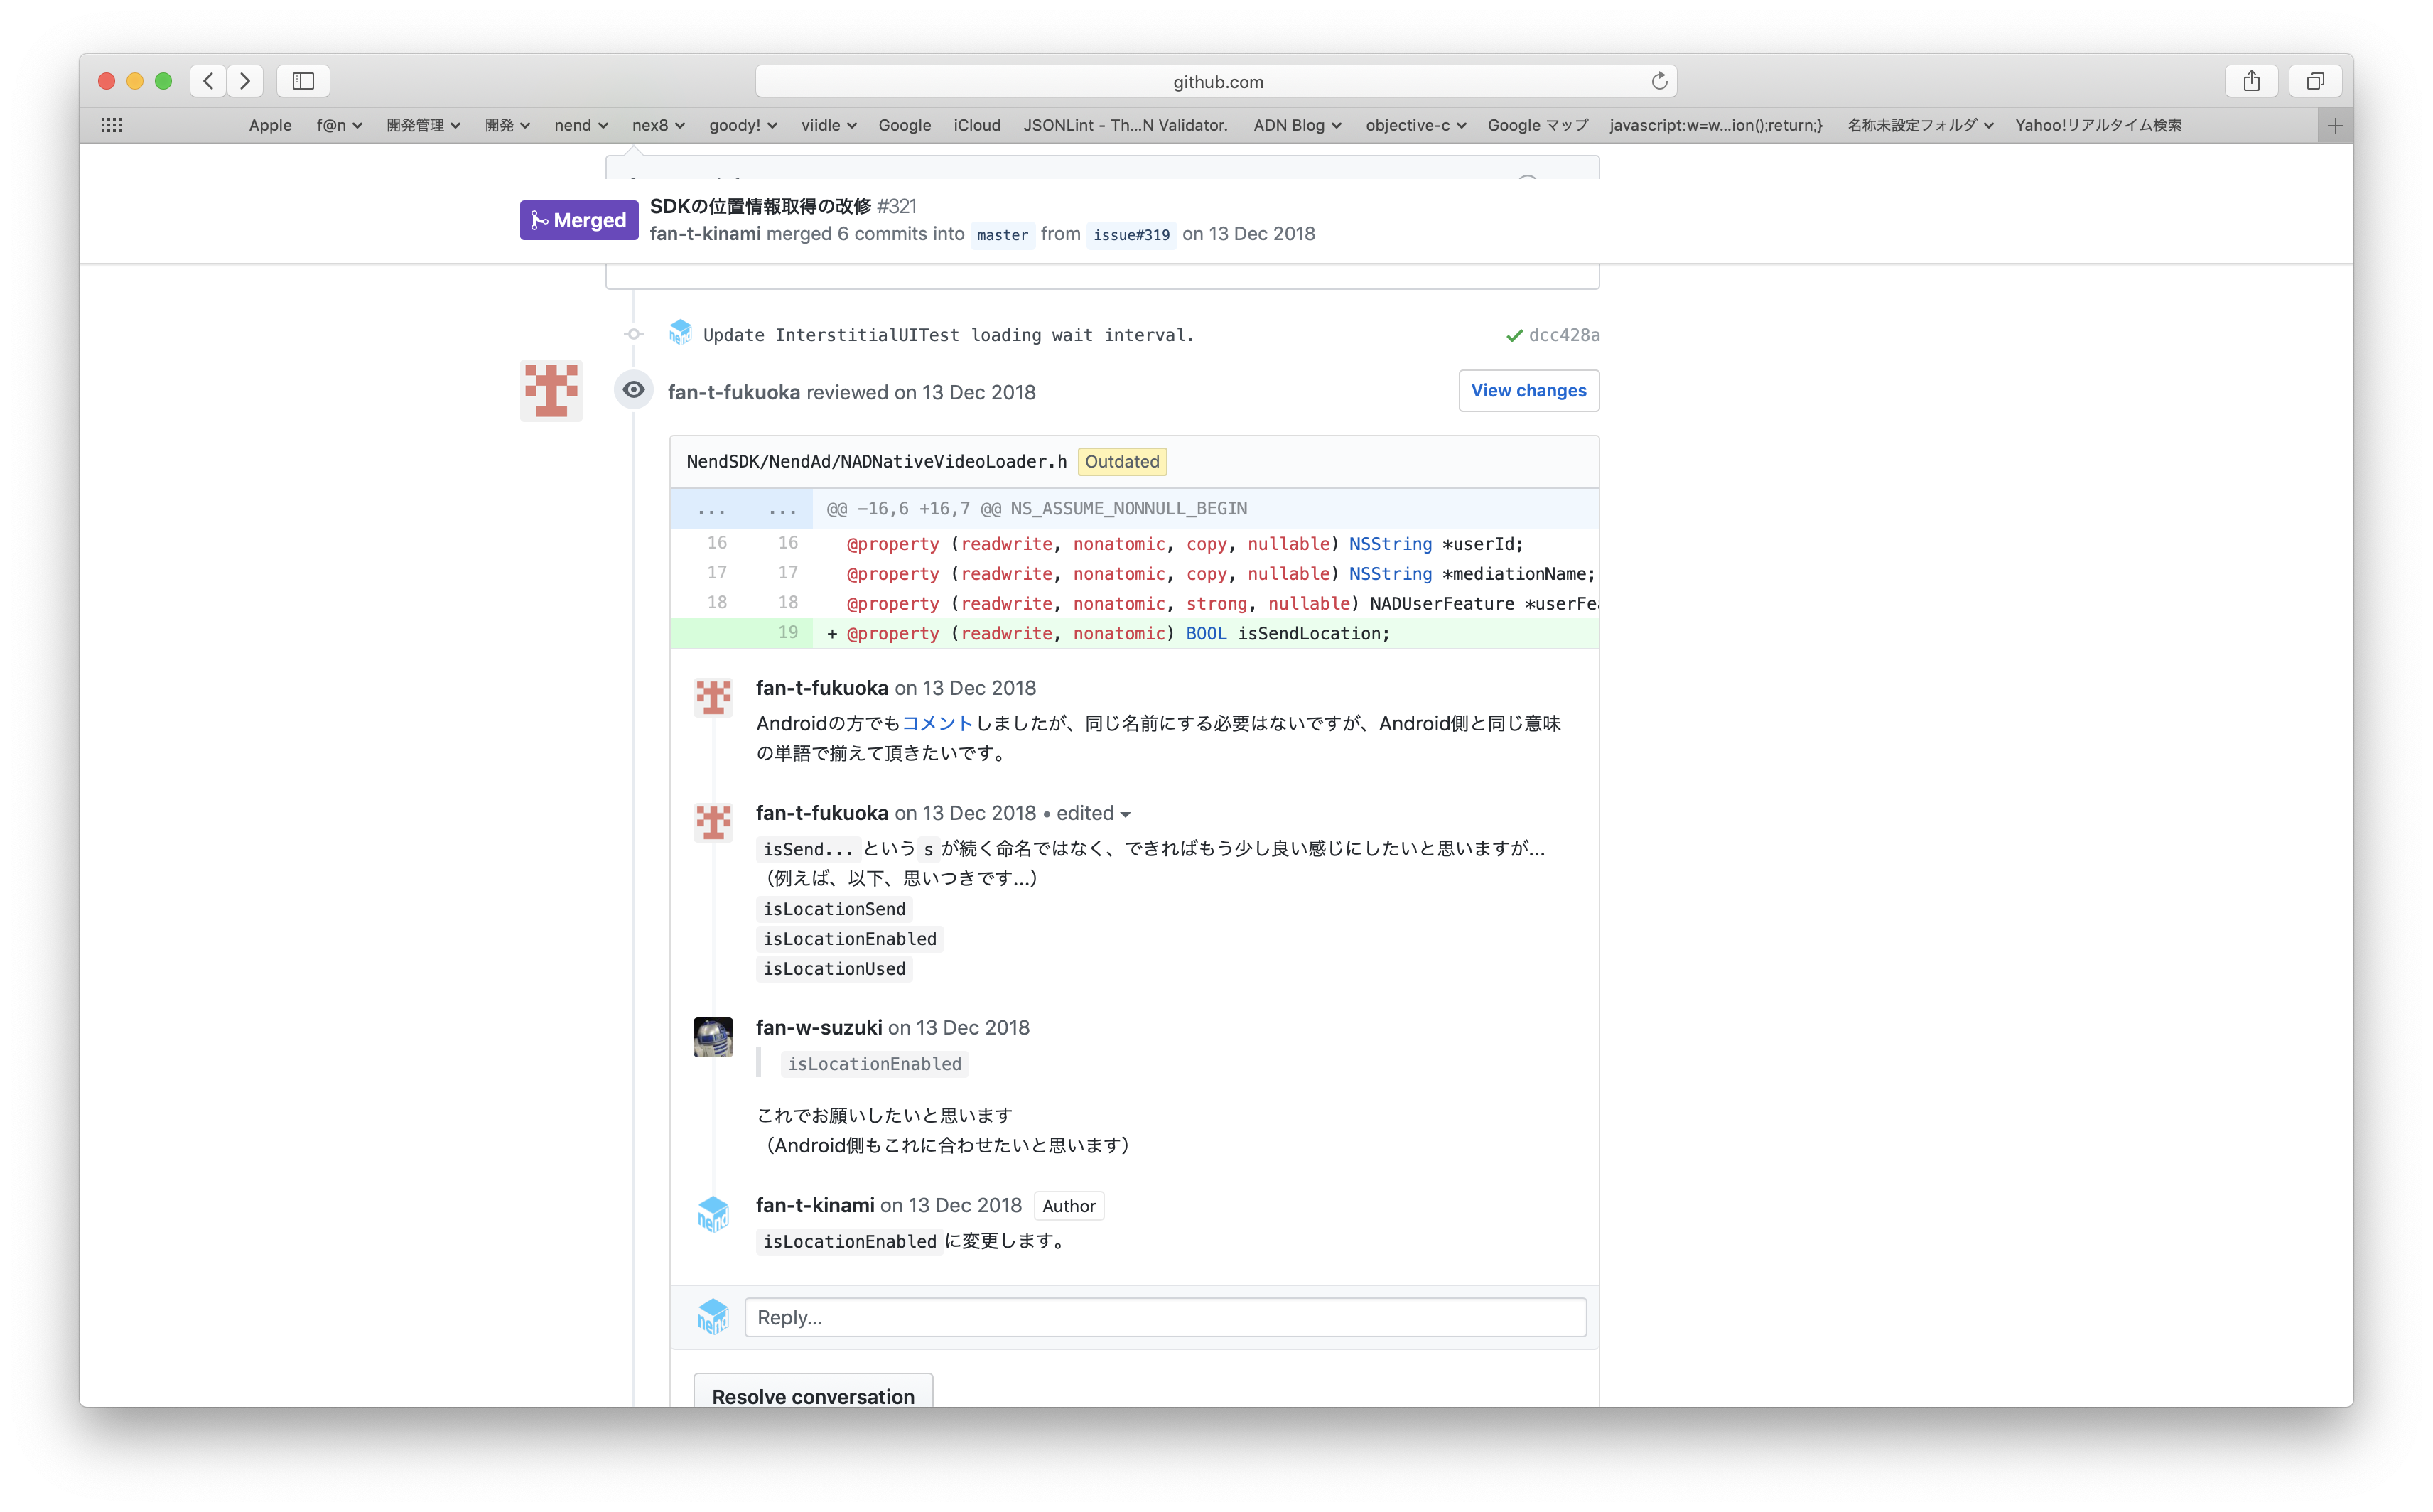 github.com
Apple f@n 開発管理 開発 nend nex8 goody! viidle Google iCloud JSONLint - Th...N Validator. ADN Blog objective-c Google マップ javascript:w=w...ion();return;} 名称未設定フォルダ Yahoo!リアルタイム検索
Merged
SDKの位置情報取得の改修 #321
fan-t-kinami merged 6 commits into master from issue#319 on 13 Dec 2018
nend Update InterstitialUITest loading wait interval. dcc428a
fan-t-fukuoka reviewed on 13 Dec 2018 View changes
NendSDK/NendAd/NADNativeVideoLoader.h Outdated
... ... @@ -16,6 +16,7 @@ NS_ASSUME_NONNULL_BEGIN
16 16 @property (readwrite, nonatomic, copy, nullable) NSString *userId;
17 17 @property (readwrite, nonatomic, copy, nullable) NSString *mediationName;
18 18 @property (readwrite, nonatomic, strong, nullable) NADUserFeature *userFe
19 + @property (readwrite, nonatomic) BOOL isSendLocation;
fan-t-fukuoka on 13 Dec 2018
Androidの方でもコメントしましたが、同じ名前にする必要はないですが、Android側と同じ意味
の単語で揃えて頂きたいです。
fan-t-fukuoka on 13 Dec 2018 • edited
isSend... という s が続く命名ではなく、できればもう少し良い感じにしたいと思いますが...
（例えば、以下、思いつきです...）
isLocationSend
isLocationEnabled
isLocationUsed
fan-w-suzuki on 13 Dec 2018
isLocationEnabled
これでお願いしたいと思います
（Android側もこれに合わせたいと思います）
nend fan-t-kinami on 13 Dec 2018 Author
isLocationEnabled に変更します。
nend Reply...
Resolve conversation